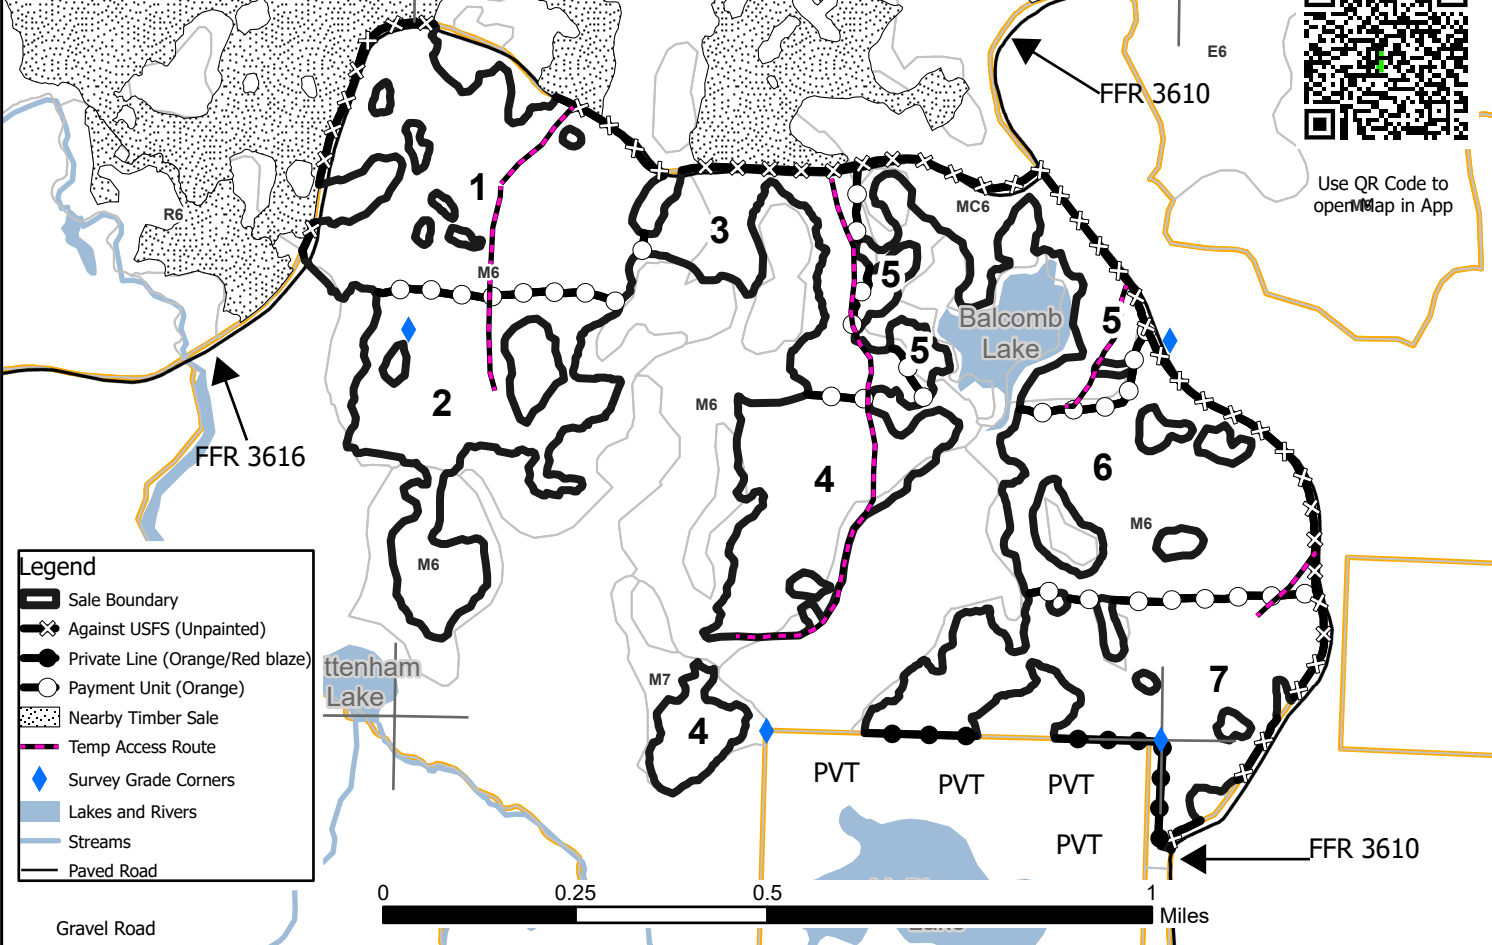 E6
FFR 3610
Use QR Code to
open Map in App
R6
1
MC6
3
M6
5
Balcomb
Lake
5
5
2
M6
FFR 3616
6
4
M6
M6
Legend
Sale Boundary
Against USFS (Unpainted)
Private Line (Orange/Red blaze)
Payment Unit (Orange)
Nearby Timber Sale
Temp Access Route
Survey Grade Corners
Lakes and Rivers
Streams
Paved Road
Gravel Road
ttenham
Lake
M7
4
7
PVT
PVT
PVT
PVT
FFR 3610
0
0.25
0.5
1
Miles